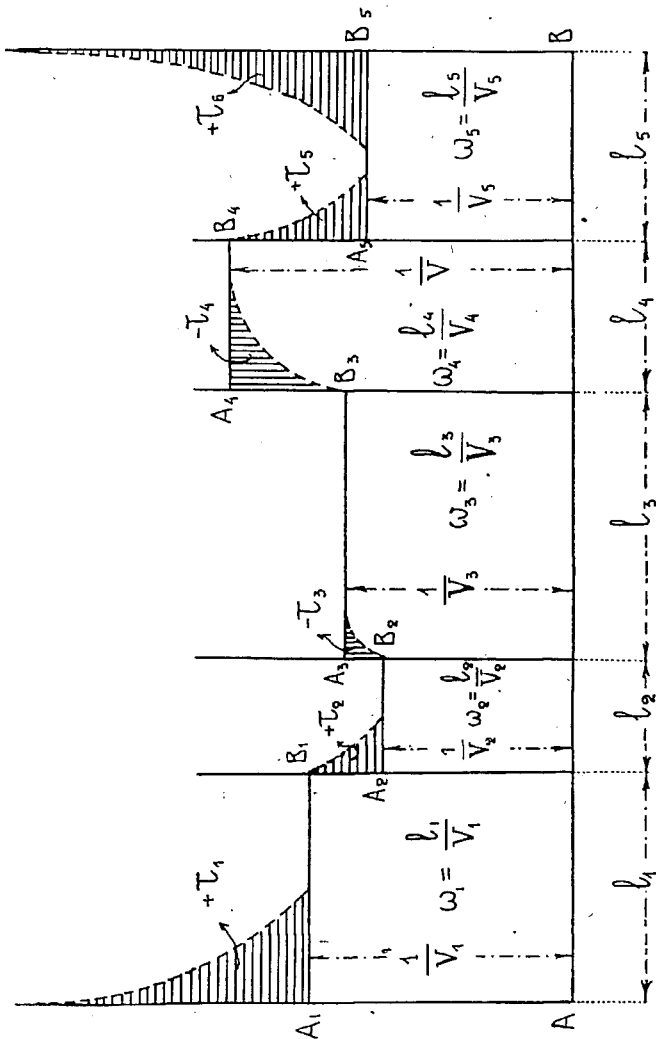 +τ₁
A₁
B₁
+τ₂
A₂
−τ₃
A₃
B₂
−τ₄
A₄
B₃
B₄
+τ₅
A₅
+τ₆
B₅
1/V₁
ω₁ = l₁/V₁
1/V₂
ω₂ = l₂/V₂
1/V₃
ω₃ = l₃/V₃
1/V
ω₄ = l₄/V₄
1/V₅
ω₅ = l₅/V₅
A
B
l₁
l₂
l₃
l₄
l₅